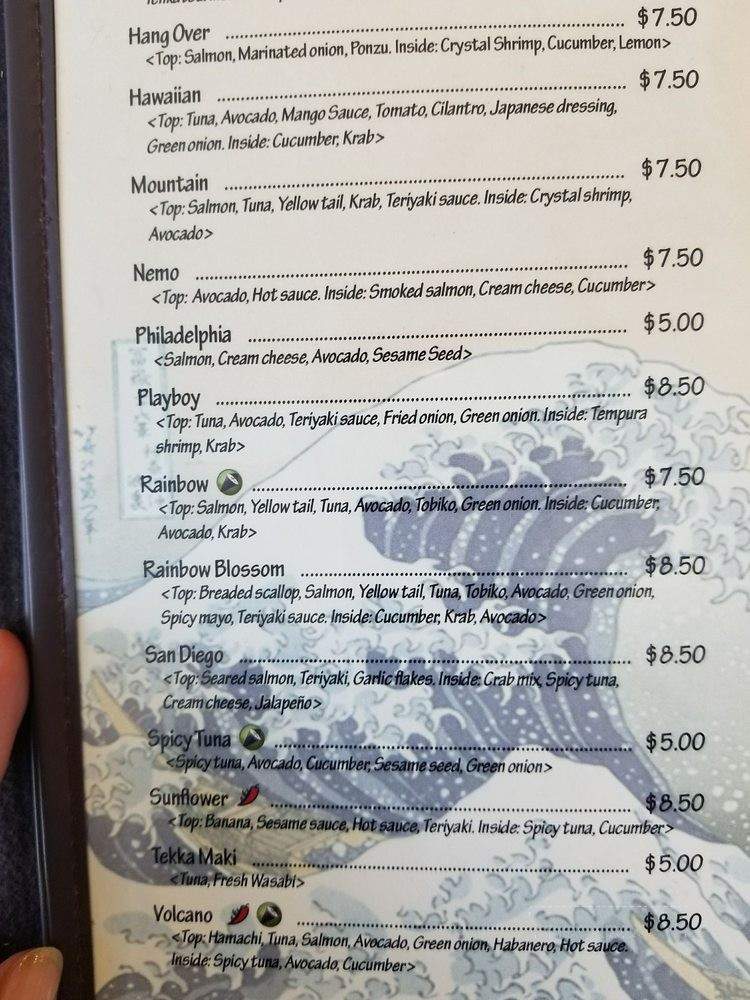 Hang Over ........ $7.50
<Top: Salmon, Marinated onion, Ponzu. Inside: Crystal Shrimp, Cucumber, Lemon>
Hawaiian ........ $7.50
<Top: Tuna, Avocado, Mango Sauce, Tomato, Cilantro, Japanese dressing,
Green onion. Inside: Cucumber, Krab>
Mountain ........ $7.50
<Top: Salmon, Tuna, Yellow tail, Krab, Teriyaki sauce. Inside: Crystal shrimp,
Avocado>
Nemo ........ $7.50
<Top: Avocado, Hot sauce. Inside: Smoked salmon, Cream cheese, Cucumber>
Philadelphia ........ $5.00
<Salmon, Cream cheese, Avocado, Sesame Seed>
Playboy ........ $8.50
<Top: Tuna, Avocado, Teriyaki sauce, Fried onion, Green onion. Inside: Tempura
shrimp, Krab>
Rainbow ........ $7.50
<Top: Salmon, Yellow tail, Tuna, Avocado, Tobiko, Green onion. Inside: Cucumber,
Avocado, Krab>
Rainbow Blossom ........ $8.50
<Top: Breaded scallop, Salmon, Yellow tail, Tuna, Tobiko, Avocado, Green onion,
Spicy mayo, Teriyaki sauce. Inside: Cucumber, Krab, Avocado>
San Diego ........ $8.50
<Top: Seared salmon, Teriyaki, Garlic flakes. Inside: Crab mix, Spicy tuna,
Cream cheese, Jalapeño>
Spicy Tuna ........ $5.00
<Spicy tuna, Avocado, Cucumber, Sesame seed, Green onion>
Sunflower ........ $8.50
<Top: Banana, Sesame sauce, Hot sauce, Teriyaki. Inside: Spicy tuna, Cucumber>
Tekka Maki ........ $5.00
<Tuna, Fresh Wasabi>
Volcano ........ $8.50
<Top: Hamachi, Tuna, Salmon, Avocado, Green onion, Habanero, Hot sauce.
Inside: Spicy tuna, Avocado, Cucumber>